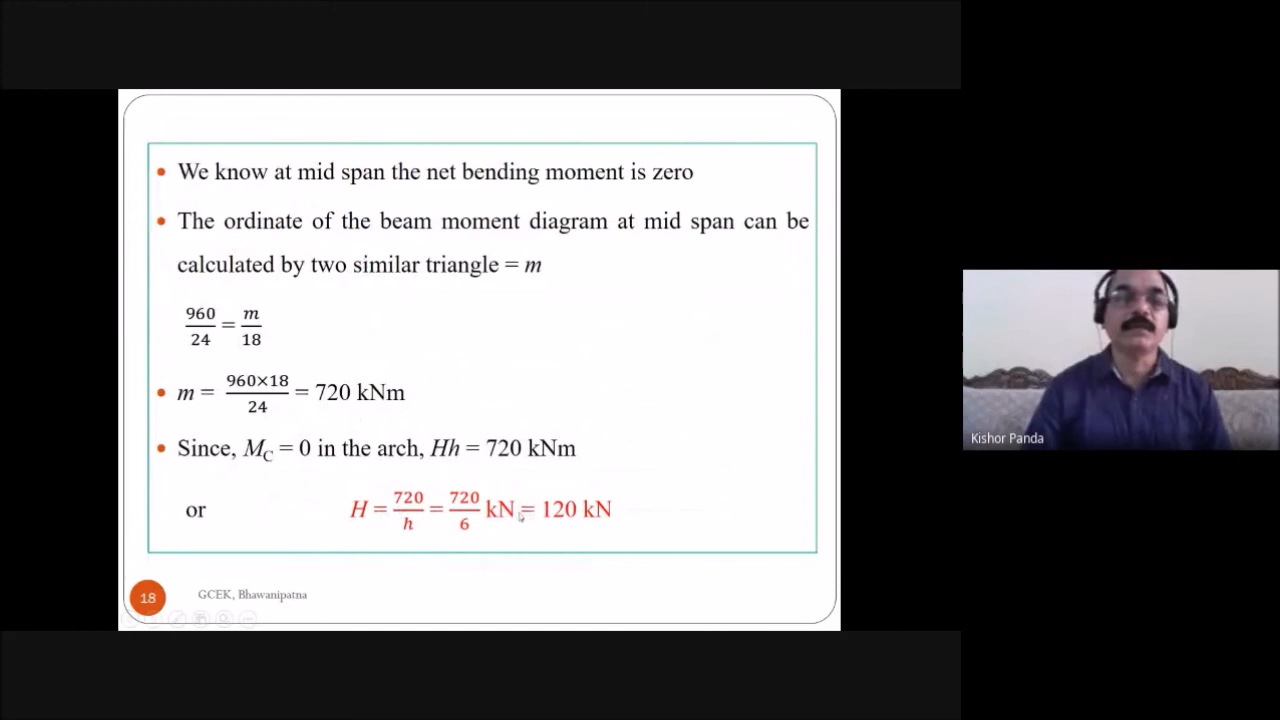 • We know at mid span the net bending moment is zero
• The ordinate of the beam moment diagram at mid span can be
calculated by two similar triangle = m
960/24 = m/18
• m = 960×18/24 = 720 kNm
• Since, M_C = 0 in the arch, Hh = 720 kNm
or H = 720/h = 720/6 kN = 120 kN
18 GCEK, Bhawanipatna
Kishor Panda